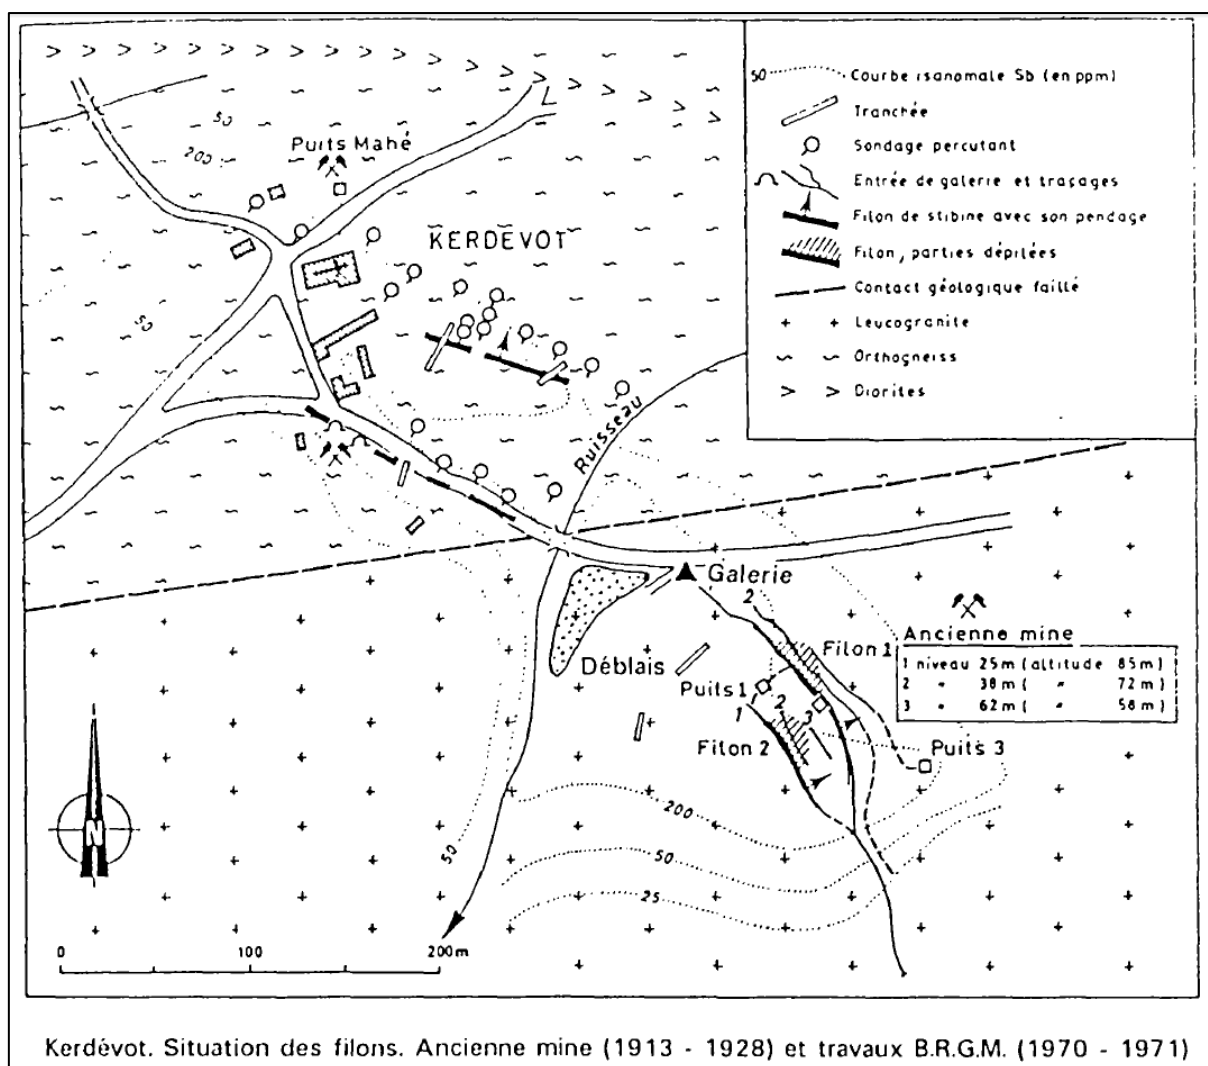 50 Courbe isanomale Sb (en ppm)
Tranchée
Sondage percutant
Entrée de galerie et traçages
Filon de stibine avec son pendage
Filon, parties dépilées
Contact géologique faillé
Leucogranite
Orthogneiss
Diorites
50
200
Puits Mahé
KERDÉVOT
50
Ruisseau
Galerie
2
Filon 1
Ancienne mine
1 niveau 25m (altitude 85m)
2 " 38m ( " 72m)
3 " 62m ( " 58m)
Déblais
Puits 1
1
2
3
Filon 2
Puits 3
200
50
50
25
N
0 100 200m
Kerdévot. Situation des filons. Ancienne mine (1913 - 1928) et travaux B.R.G.M. (1970 - 1971)